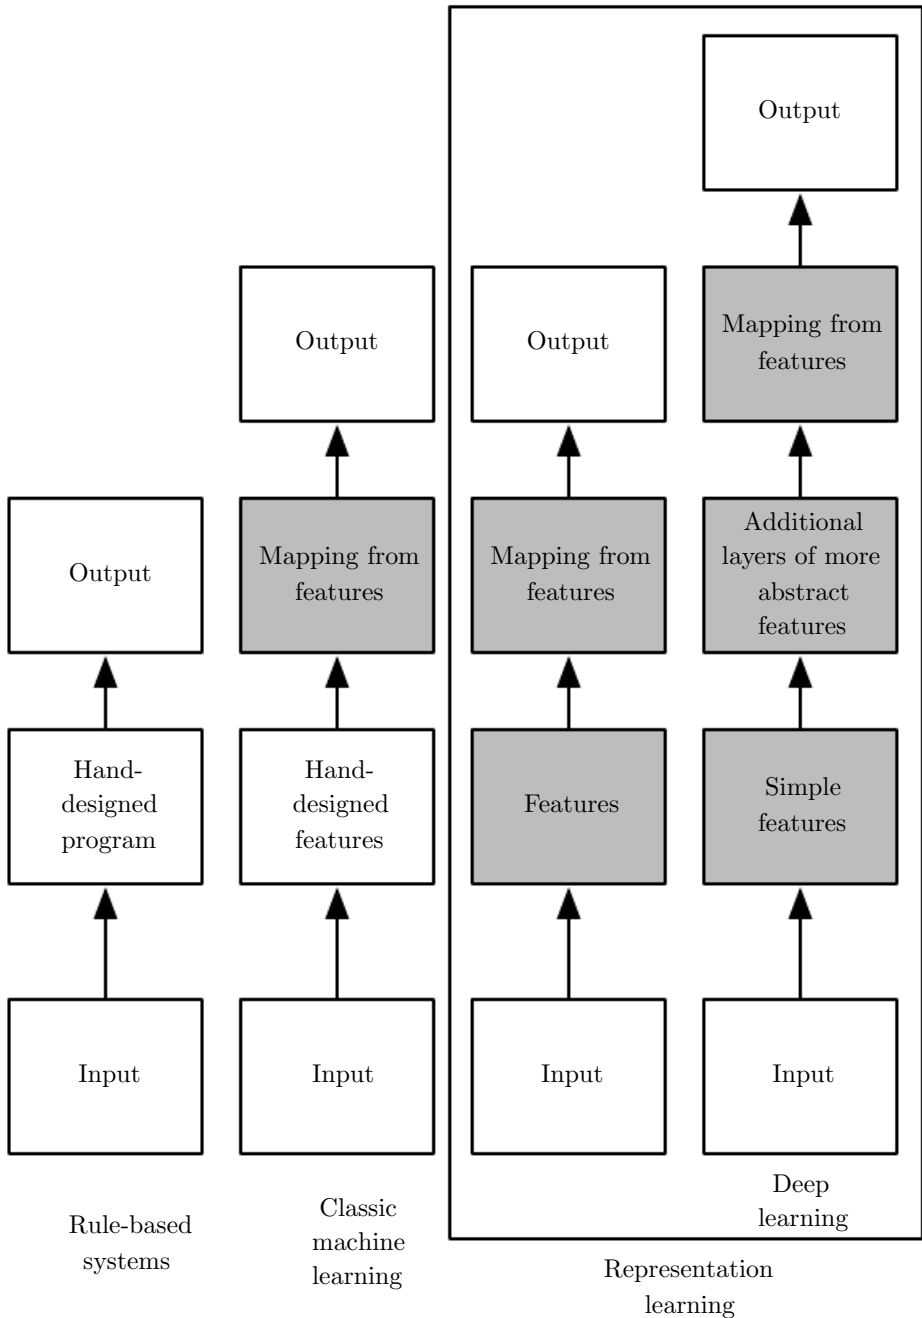 Output
Output
Output
Mapping from
features
Output
Mapping from
features
Mapping from
features
Additional
layers of more
abstract
features
Hand-
designed
program
Hand-
designed
features
Features
Simple
features
Input
Input
Input
Input
Rule-based
systems
Classic
machine
learning
Deep
learning
Representation
learning